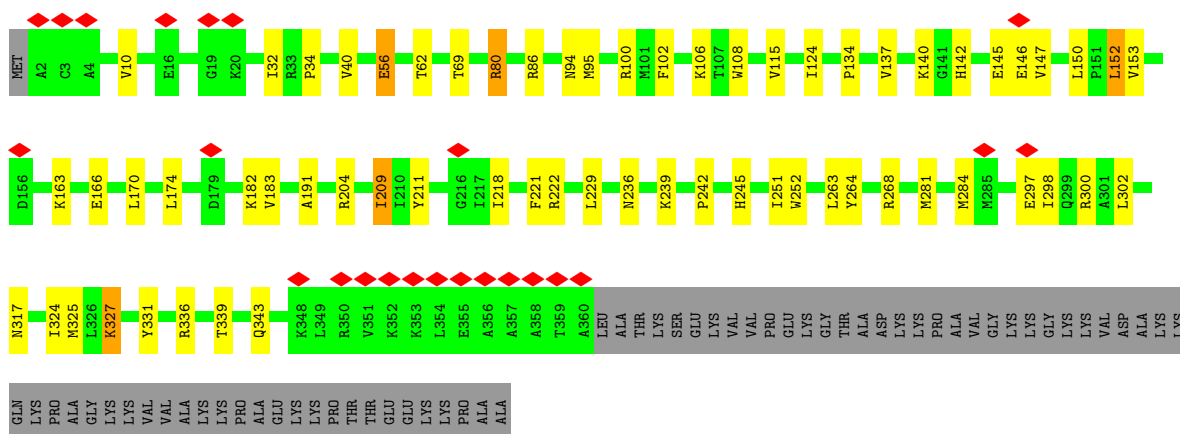 MET A2 C3 A4 V10 E16 G19 K20 I32 R33 P34 V40 E56 T62 T69 R80 R86 N94 M95 R100 M101 F102 K106 T107 W108 V115 I124 P134 V137 K140 G141 H142 E145 E146 V147 L150 P151 L152 V153
D156 K163 E166 L170 L174 D179 K182 V183 A191 R204 I209 I210 Y211 G216 I217 I218 F221 R222 L229 N236 K239 P242 H245 I251 W252 L263 Y264 R268 M281 M284 M285 E297 I298 Q299 R300 A301 L302
N317 I324 M325 L326 K327 Y331 R336 T339 Q343 K348 L349 R350 V351 K352 K353 L354 E355 A356 A357 A358 T359 A360 LEU ALA THR LYS SER GLU LYS VAL VAL PRO GLU LYS GLY THR ALA ASP LYS LYS PRO ALA VAL GLY LYS LYS GLY LYS LYS VAL ASP ALA LYS LYS
GLN LYS PRO ALA GLY LYS LYS VAL VAL ALA LYS LYS PRO ALA GLU LYS LYS PRO THR THR GLU GLU LYS LYS PRO ALA ALA